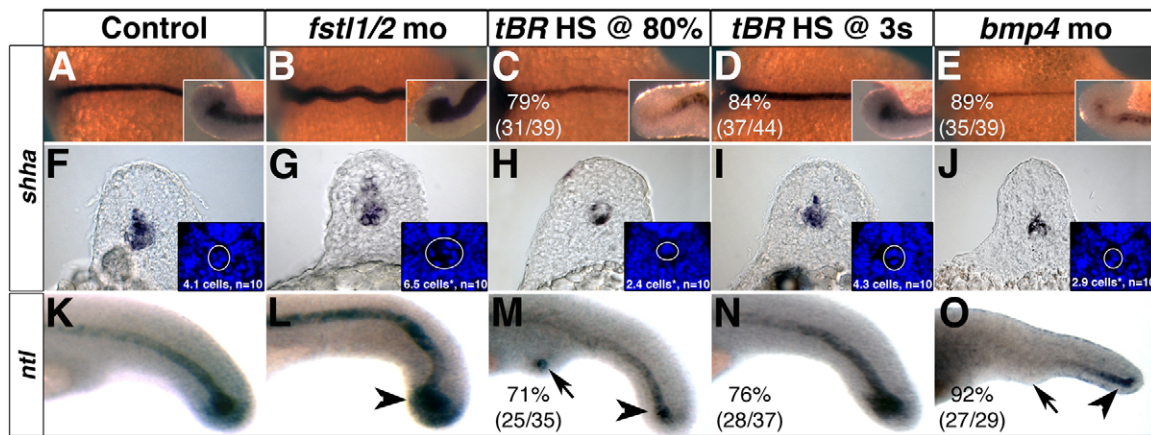 Control
fstl1/2 mo
tBR HS @ 80%
tBR HS @ 3s
bmp4 mo
shha
A
B
C
79%
(31/39)
D
84%
(37/44)
E
89%
(35/39)
F
4.1 cells, n=10
G
6.5 cells*, n=10
H
2.4 cells*, n=10
I
4.3 cells, n=10
J
2.9 cells*, n=10
ntl
K
L
M
71%
(25/35)
N
76%
(28/37)
O
92%
(27/29)